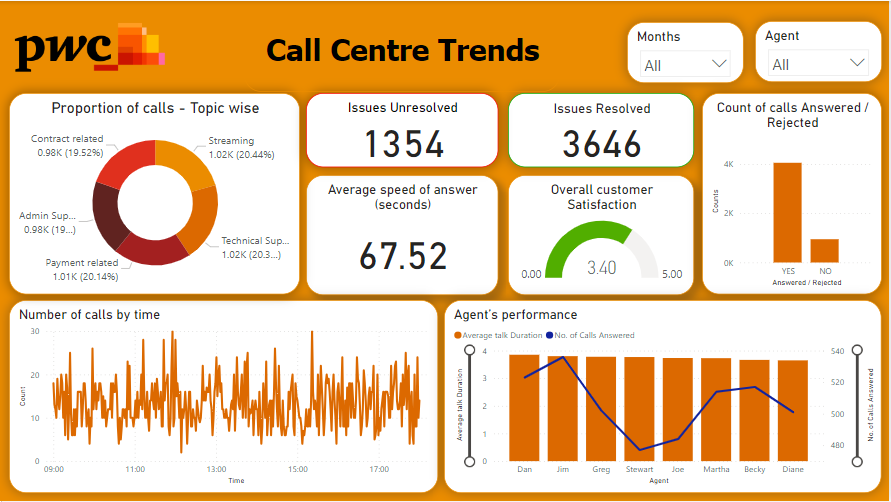 pwc
Call Centre Trends
Months
All
Agent
All
Proportion of calls - Topic wise
Contract related
0.98K (19.52%)
Streaming
1.02K (20.44%)
Admin Sup...
0.98K (19...)
Technical Sup...
1.02K (20.3...)
Payment related
1.01K (20.14%)
Issues Unresolved
1354
Issues Resolved
3646
Average speed of answer
(seconds)
67.52
Overall customer
Satisfaction
0.00
3.40
5.00
Count of calls Answered /
Rejected
4K
2K
0K
Counts
YES
NO
Answered / Rejected
Number of calls by time
30
20
10
0
Count
09:00
11:00
13:00
15:00
17:00
Time
Agent's performance
Average talk Duration
No. of Calls Answered
4
3
2
1
0
Average talk Duration
540
520
500
480
No. of Calls Answered
Dan
Jim
Greg
Stewart
Joe
Martha
Becky
Diane
Agent